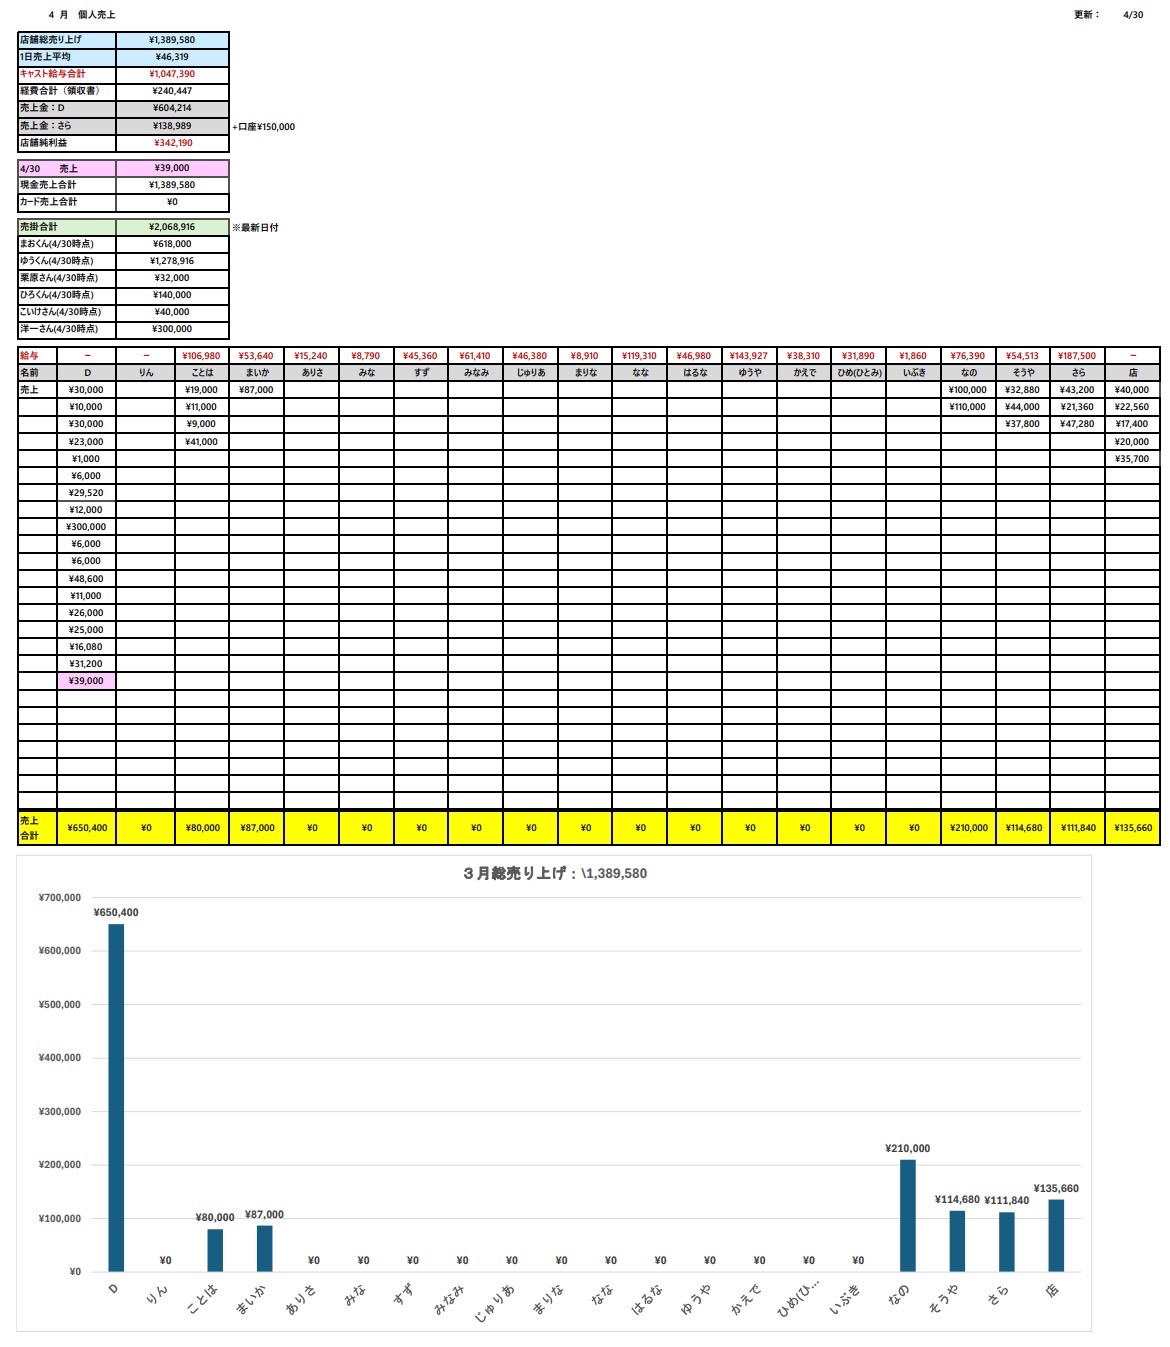 4 月 個人売上 更新： 4/30
店舗総売り上げ ¥1,389,580
1日売上平均 ¥46,319
キャスト給与合計 ¥1,047,390
経費合計（領収書） ¥240,447
売上金：D ¥604,214
売上金：さら ¥138,989 +口座¥150,000
店舗純利益 ¥342,190
4/30 売上 ¥39,000
現金売上合計 ¥1,389,580
カード売上合計 ¥0
売掛合計 ¥2,068,916 ※最新日付
まおくん(4/30時点) ¥618,000
ゆうくん(4/30時点) ¥1,278,916
栗原さん(4/30時点) ¥32,000
ひろくん(4/30時点) ¥140,000
こいけさん(4/30時点) ¥40,000
洋一さん(4/30時点) ¥300,000
給与 － － ¥106,980 ¥53,640 ¥15,240 ¥8,790 ¥45,360 ¥61,410 ¥46,380 ¥8,910 ¥119,310 ¥46,980 ¥143,927 ¥38,310 ¥31,890 ¥1,860 ¥76,390 ¥54,513 ¥187,500 －
名前 D りん ことは まいか ありさ みな すず みなみ じゅりあ まりな なな はるな ゆうや かえで ひめ(ひとみ) いぶき なの そうや さら 店
売上 ¥30,000 ¥19,000 ¥87,000 ¥100,000 ¥32,880 ¥43,200 ¥40,000
¥10,000 ¥11,000 ¥110,000 ¥44,000 ¥21,360 ¥22,560
¥30,000 ¥9,000 ¥37,800 ¥47,280 ¥17,400
¥23,000 ¥41,000 ¥20,000
¥1,000 ¥35,700
¥6,000
¥29,520
¥12,000
¥300,000
¥6,000
¥6,000
¥48,600
¥11,000
¥26,000
¥25,000
¥16,080
¥31,200
¥39,000
売上
合計 ¥650,400 ¥0 ¥80,000 ¥87,000 ¥0 ¥0 ¥0 ¥0 ¥0 ¥0 ¥0 ¥0 ¥0 ¥0 ¥0 ¥0 ¥210,000 ¥114,680 ¥111,840 ¥135,660
３月総売り上げ：\1,389,580
¥700,000
¥600,000
¥500,000
¥400,000
¥300,000
¥200,000
¥100,000
¥0
¥650,400 ¥0 ¥80,000 ¥87,000 ¥0 ¥0 ¥0 ¥0 ¥0 ¥0 ¥0 ¥0 ¥0 ¥0 ¥0 ¥0 ¥210,000 ¥114,680 ¥111,840 ¥135,660
D りん ことは まいか ありさ みな すず みなみ じゅりあ まりな なな はるな ゆうや かえで ひめ(ひ… いぶき なの そうや さら 店